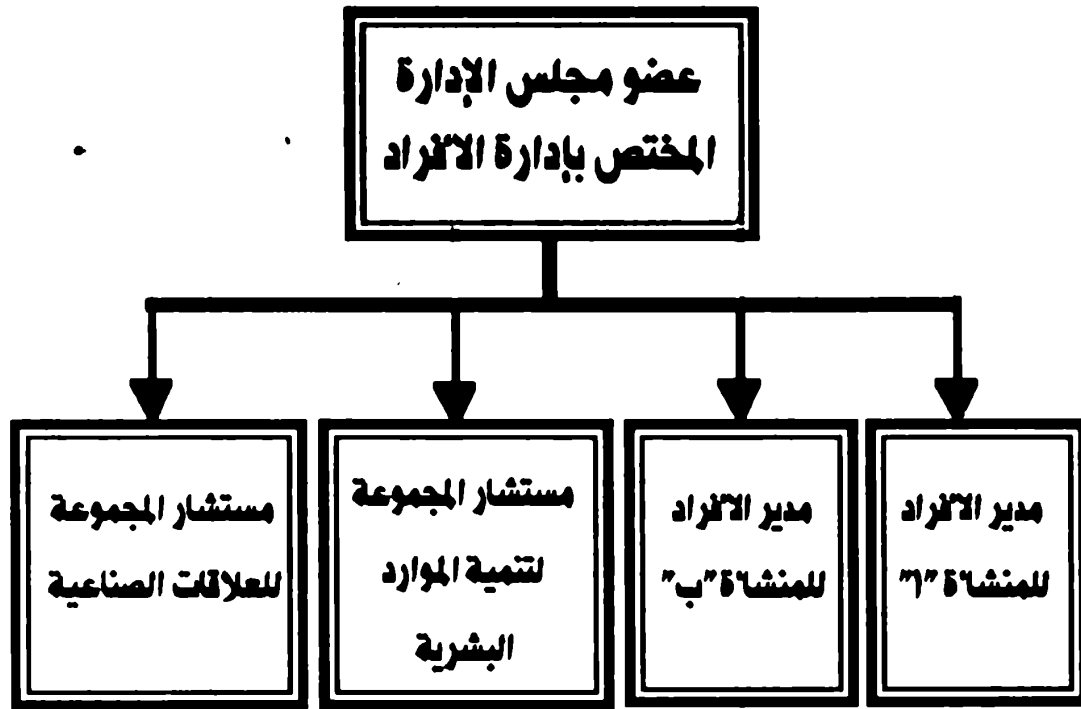 عضو مجلس الإدارة
المختص بإدارة الأفراد
مدير الأفراد
للمنشأة "أ"
مدير الأفراد
للمنشأة "ب"
مستشار المجموعة
لتنمية الموارد
البشرية
مستشار المجموعة
للعلاقات الصناعية